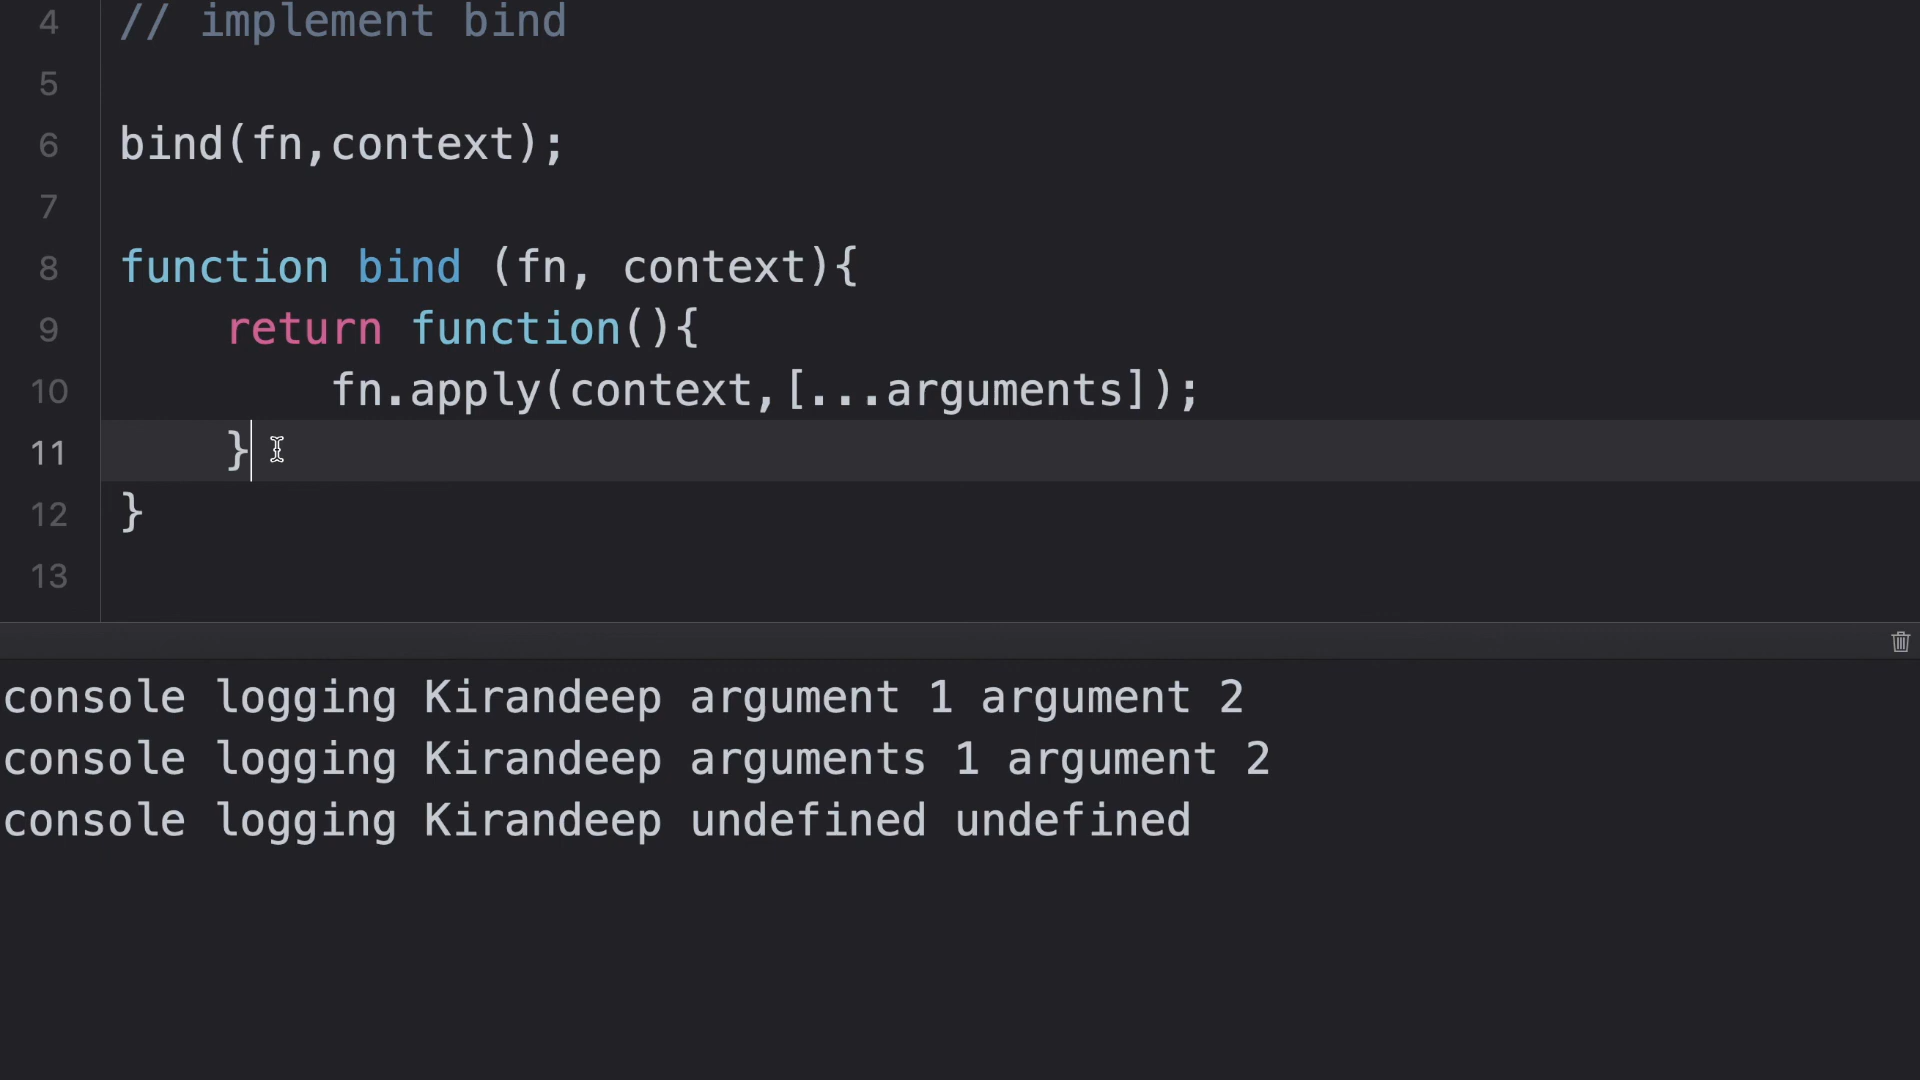 4 // implement bind
5
6 bind(fn,context);
7
8 function bind (fn, context){
9 return function(){
10 fn.apply(context,[...arguments]);
11 }
12 }
13
console logging Kirandeep argument 1 argument 2
console logging Kirandeep arguments 1 argument 2
console logging Kirandeep undefined undefined